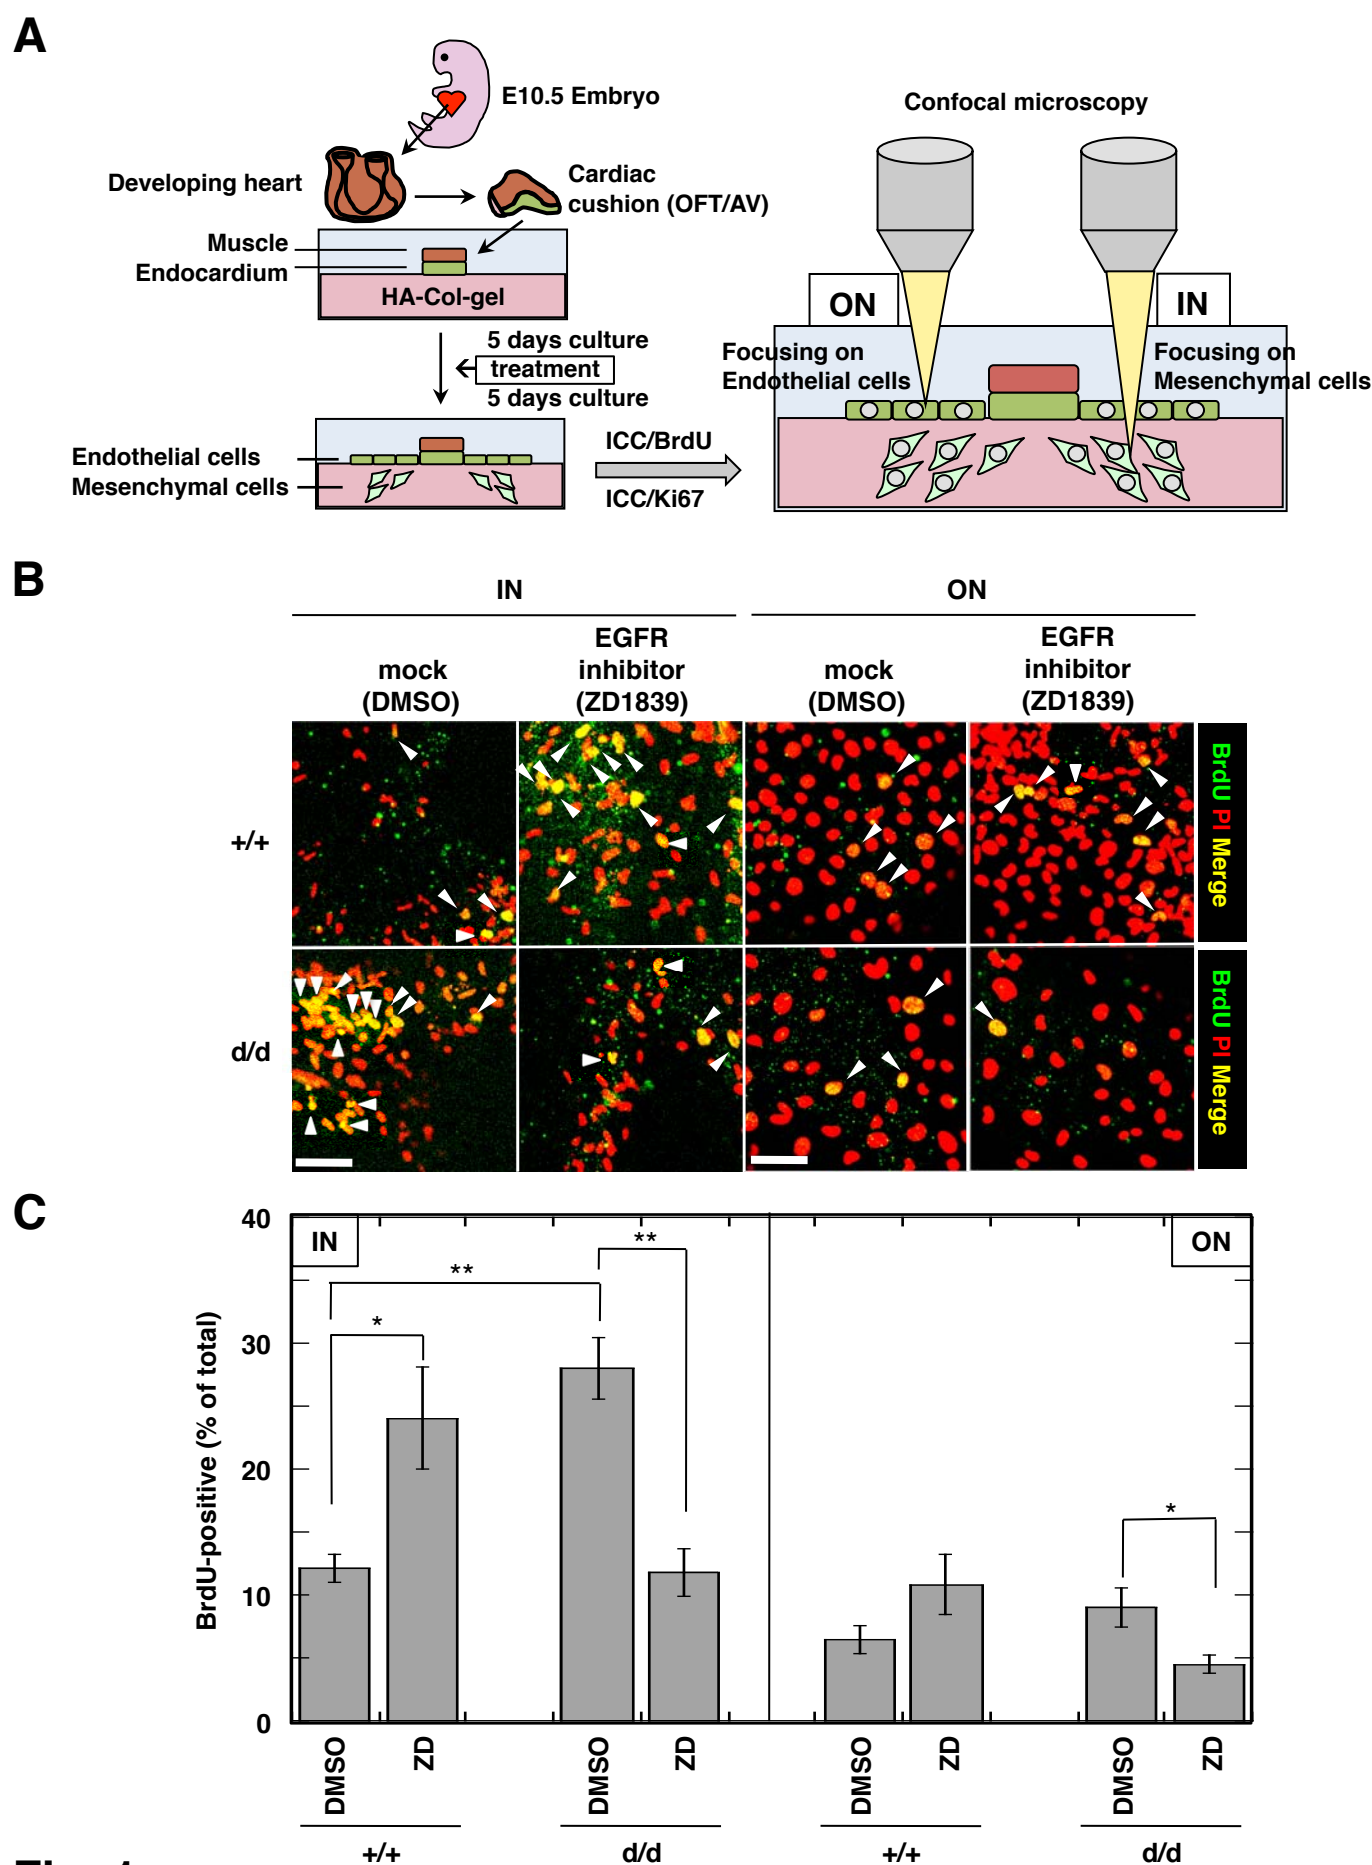 A
E10.5 Embryo
Confocal microscopy
Developing heart
Cardiac
cushion (OFT/AV)
Muscle
Endocardium
HA-Col-gel
ON
IN
5 days culture
treatment
5 days culture
Focusing on
Endothelial cells
Focusing on
Mesenchymal cells
Endothelial cells
Mesenchymal cells
ICC/BrdU
ICC/Ki67
B
IN
ON
mock
(DMSO)
EGFR
inhibitor
(ZD1839)
mock
(DMSO)
EGFR
inhibitor
(ZD1839)
+/+
BrdU PI Merge
d/d
BrdU PI Merge
C
IN
ON
BrdU-positive (% of total)
40
30
20
10
0
*
**
**
*
DMSO
ZD
DMSO
ZD
DMSO
ZD
DMSO
ZD
+/+
d/d
+/+
d/d